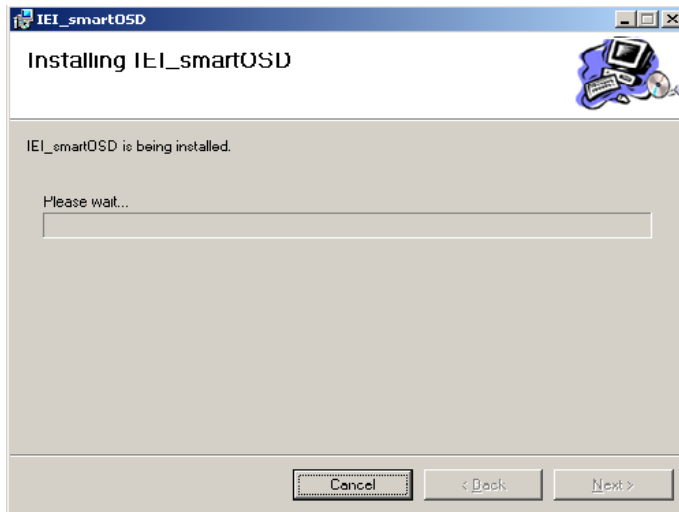 IEI_smartOSD
Installing IEI_smartOSD
IEI_smartOSD is being installed.
Please wait...
Cancel
< Back
Next >